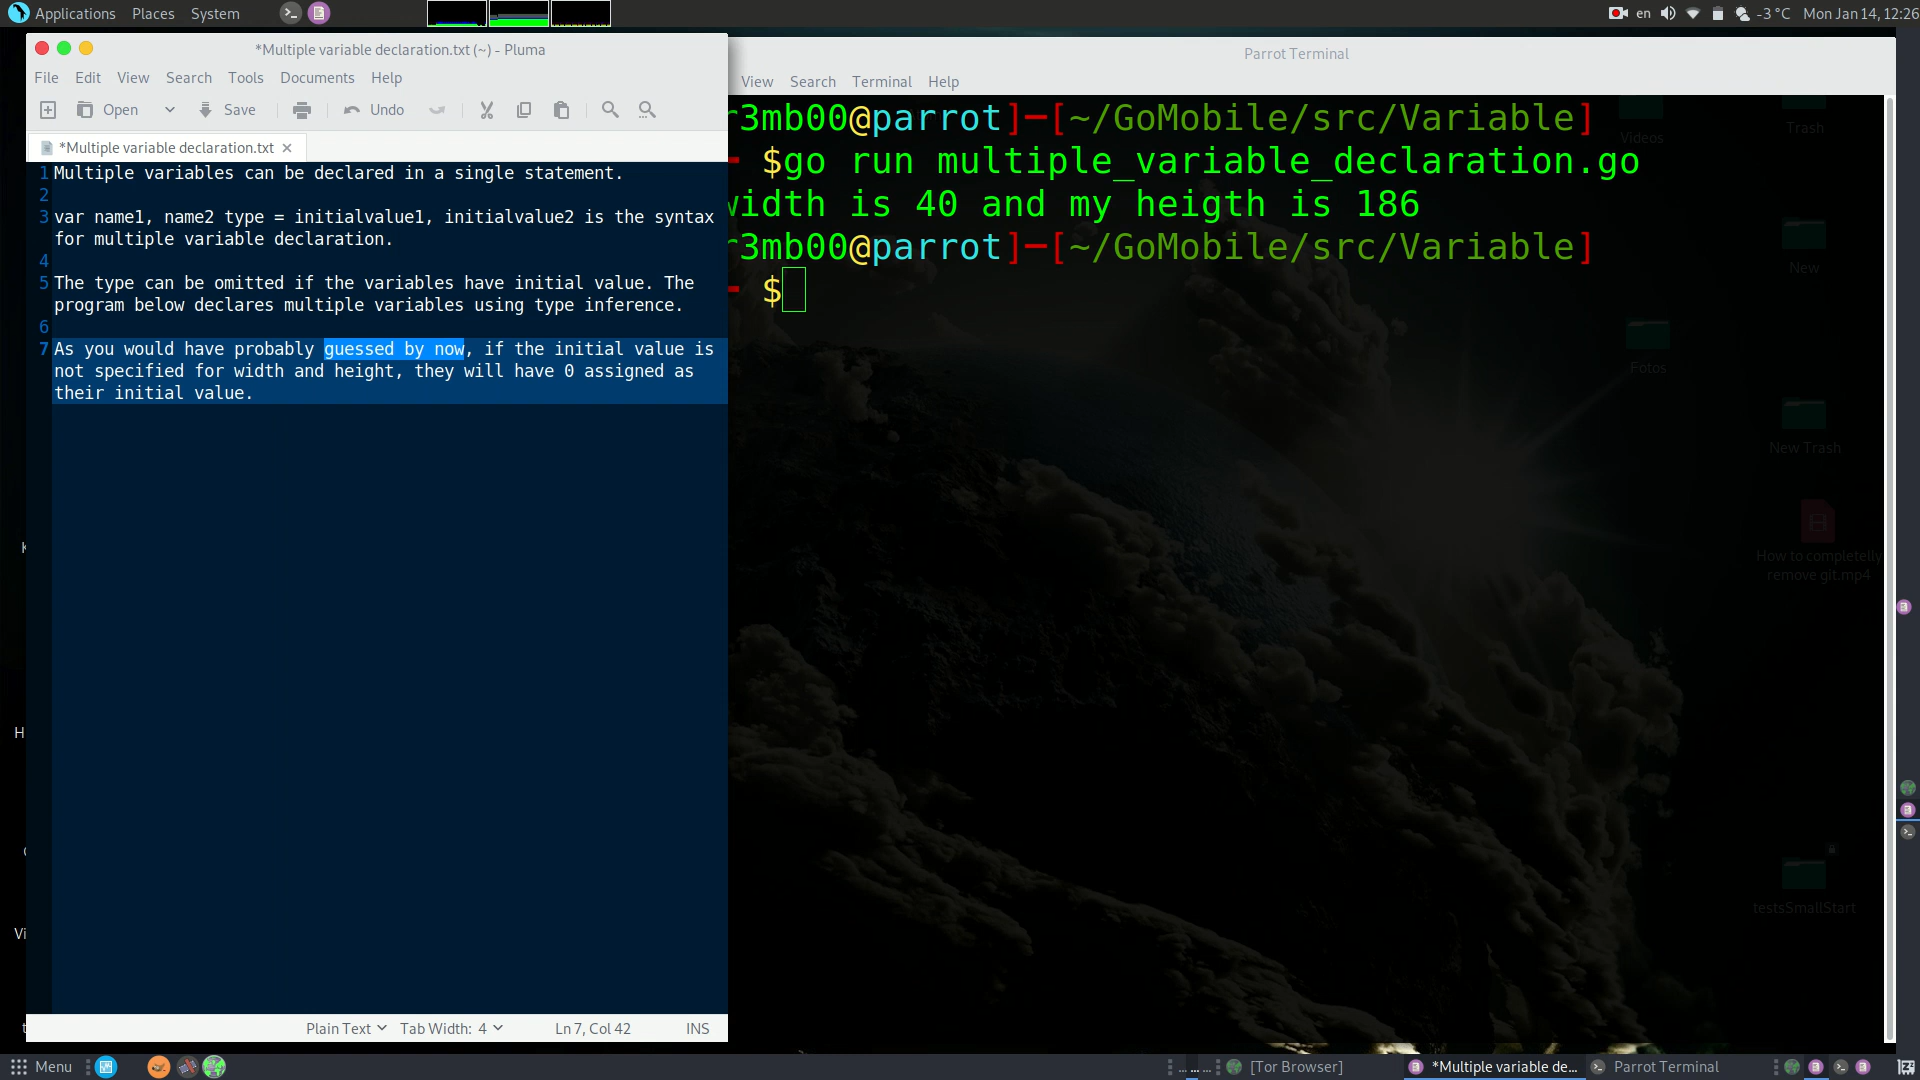 Applications Places System
en -3 °C Mon Jan 14, 12:26
*Multiple variable declaration.txt (~) - Pluma
File Edit View Search Tools Documents Help
Open Save Undo
*Multiple variable declaration.txt
1 Multiple variables can be declared in a single statement.
2
3 var name1, name2 type = initialvalue1, initialvalue2 is the syntax
for multiple variable declaration.
4
5 The type can be omitted if the variables have initial value. The
program below declares multiple variables using type inference.
6
7 As you would have probably guessed by now, if the initial value is
not specified for width and height, they will have 0 assigned as
their initial value.
Plain Text Tab Width: 4 Ln 7, Col 42 INS
Parrot Terminal
View Search Terminal Help
r3mb00@parrot]─[~/GoMobile/src/Variable]
$go run multiple_variable_declaration.go
width is 40 and my heigth is 186
r3mb00@parrot]─[~/GoMobile/src/Variable]
$
Videos
Trash
New
Fotos
New Trash
How to completelly
remove git.mp4
testsSmallStart
Menu
[Tor Browser]
*Multiple variable de...
Parrot Terminal